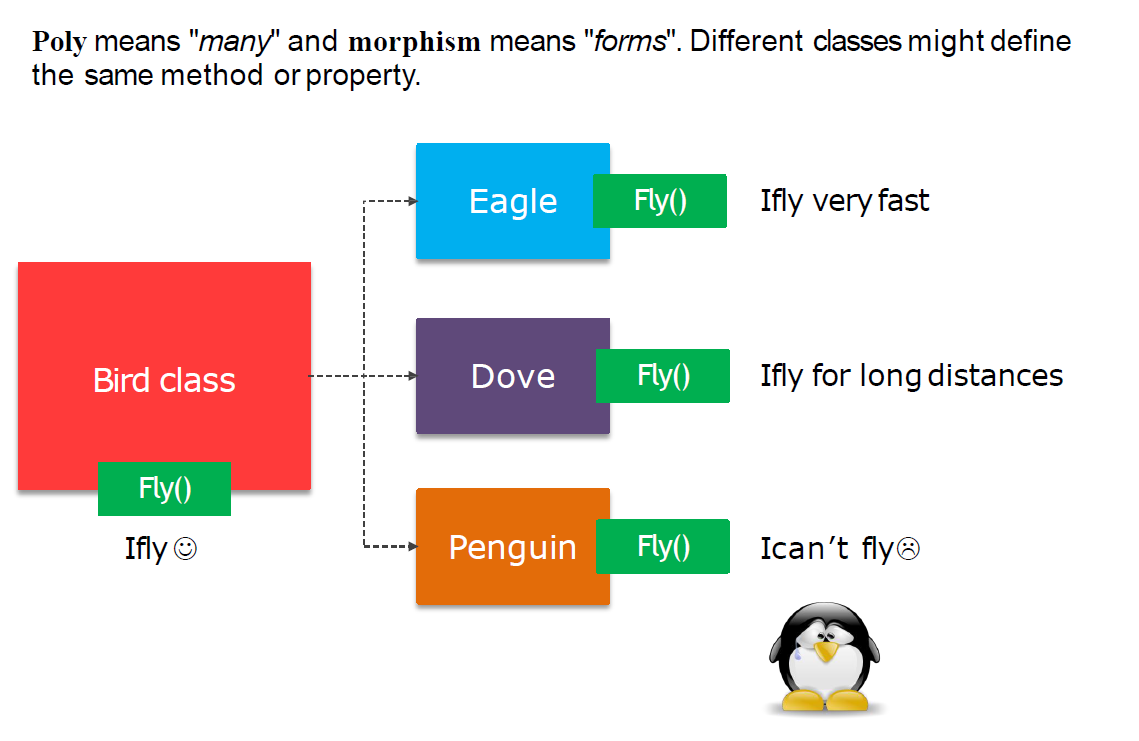 Poly means "many" and morphism means "forms". Different classes might define
the same method or property.
Eagle
Fly()
Ifly very fast
Bird class
Fly()
Ifly ☺
Dove
Fly()
Ifly for long distances
Penguin
Fly()
Ican’t fly☹